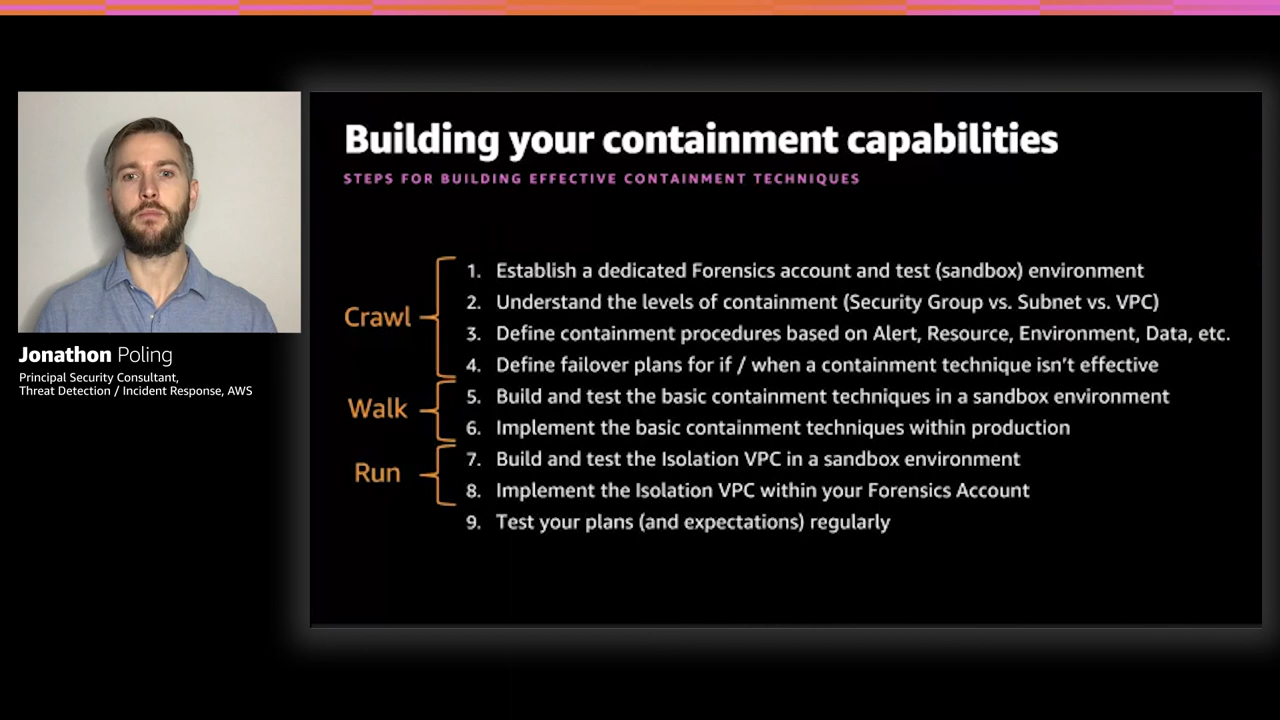 Building your containment capabilities
STEPS FOR BUILDING EFFECTIVE CONTAINMENT TECHNIQUES
Crawl
1. Establish a dedicated Forensics account and test (sandbox) environment
2. Understand the levels of containment (Security Group vs. Subnet vs. VPC)
3. Define containment procedures based on Alert, Resource, Environment, Data, etc.
4. Define failover plans for if / when a containment technique isn't effective
Walk
5. Build and test the basic containment techniques in a sandbox environment
6. Implement the basic containment techniques within production
Run
7. Build and test the Isolation VPC in a sandbox environment
8. Implement the Isolation VPC within your Forensics Account
9. Test your plans (and expectations) regularly
Jonathon Poling
Principal Security Consultant,
Threat Detection / Incident Response, AWS